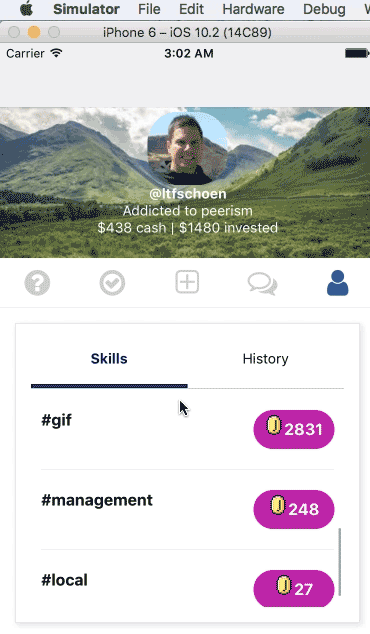 Simulator File Edit Hardware Debug
iPhone 6 – iOS 10.2 (14C89)
Carrier 3:02 AM
@ltfschoen
Addicted to peerism
$438 cash | $1480 invested
Skills History
#gif 2831
#management 248
#local 27